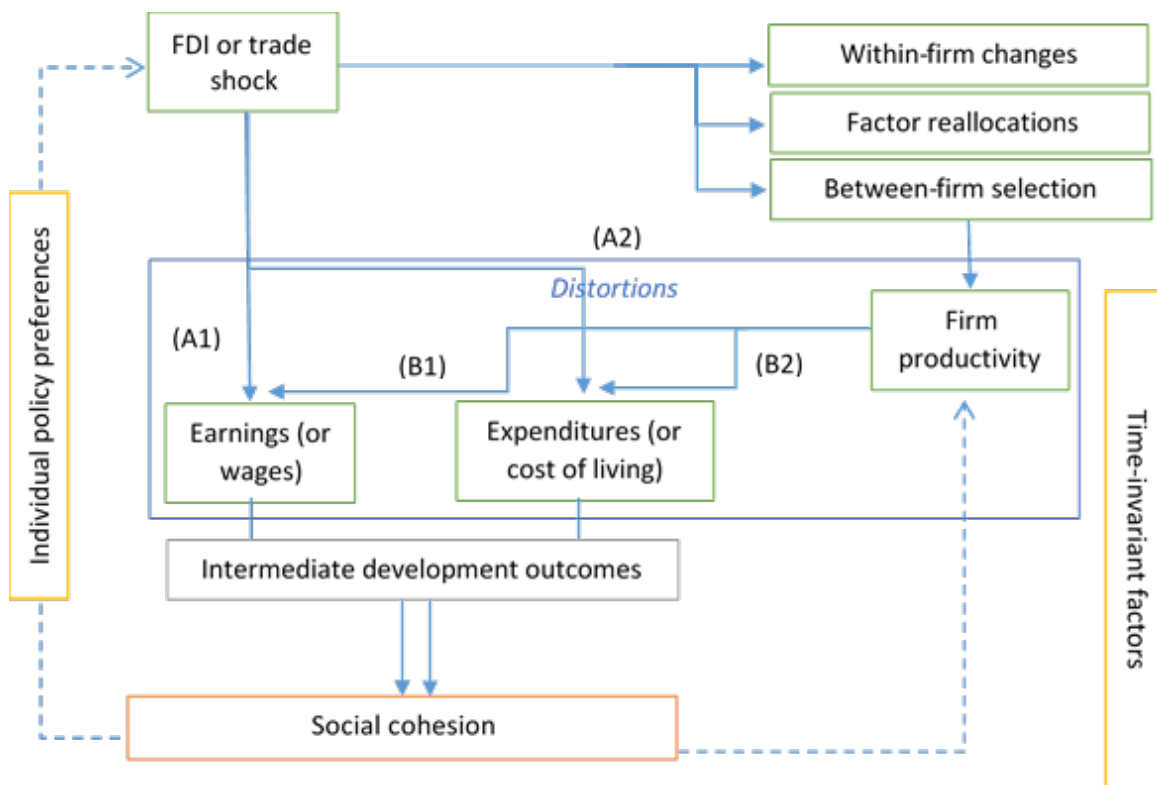 FDI or trade
shock
Within-firm changes
Factor reallocations
Between-firm selection
Individual policy preferences
(A2)
Distortions
(A1)
(B1)
(B2)
Firm
productivity
Earnings (or
wages)
Expenditures (or
cost of living)
Time-invariant factors
Intermediate development outcomes
Social cohesion